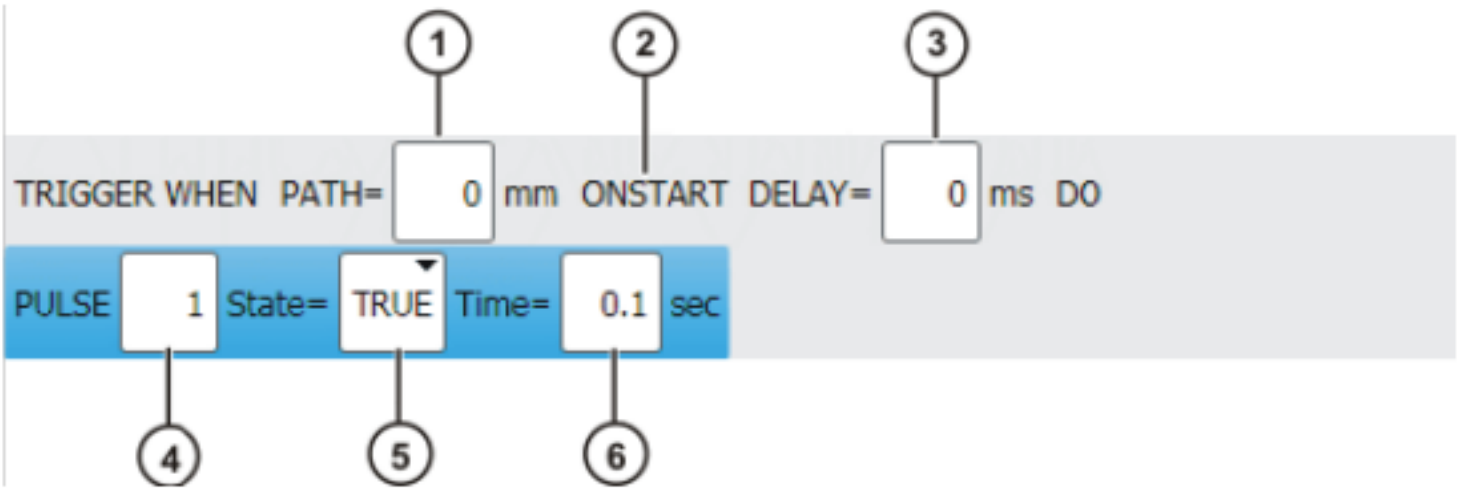 1 2 3
TRIGGER WHEN PATH= 0 mm ONSTART DELAY= 0 ms DO
PULSE 1 State= TRUE Time= 0.1 sec
4 5 6